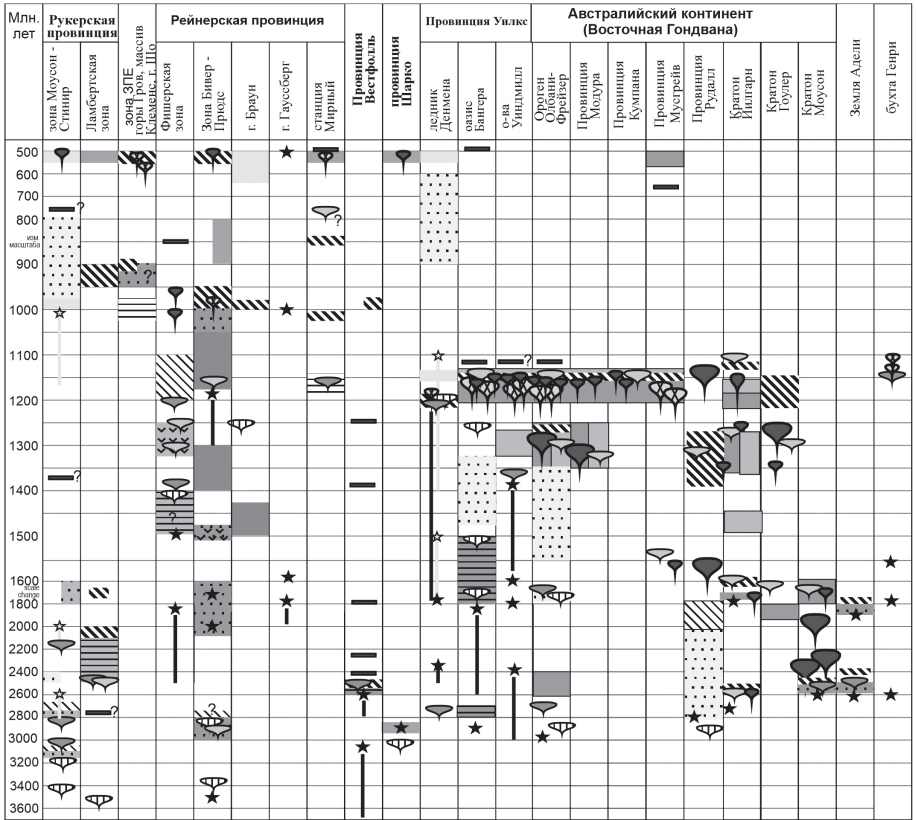 Млн.
лет
Рукерская
провинция
Рейнерская провинция
Провинция
Вестфолль
провинция
Шарко
Провинция Уилкс
Австралийский континент
(Восточная Гондвана)
зона Моусон -
Стинир
Ламбертская
зона
зона ЗПЕ
горы Гров, массив
Клеменс, г. Шо
Фишерская
зона
Зона Бивер -
Прюдс
г. Браун
г. Гауссберг
станция
Мирный
ледник
Денмена
оазис
Бангера
о-ва
Уиндмилл
Ороген
Олбани-
Фрейзер
Провинция
Модура
Провинция
Кумпана
Провинция
Мусгрейв
Провинция
Рудалл
Кратон
Йилгарн
Кратон
Гоулер
Кратон
Моусон
Земля Адели
бухта Генри
500
600
700
?
800
?
изм
масштаба
900
?
1000
1100
?
1200
1300
?
1400
?
1500
1600
scale
change
1800
2000
2200
2400
2600
?
?
2800
3000
3200
3400
3600